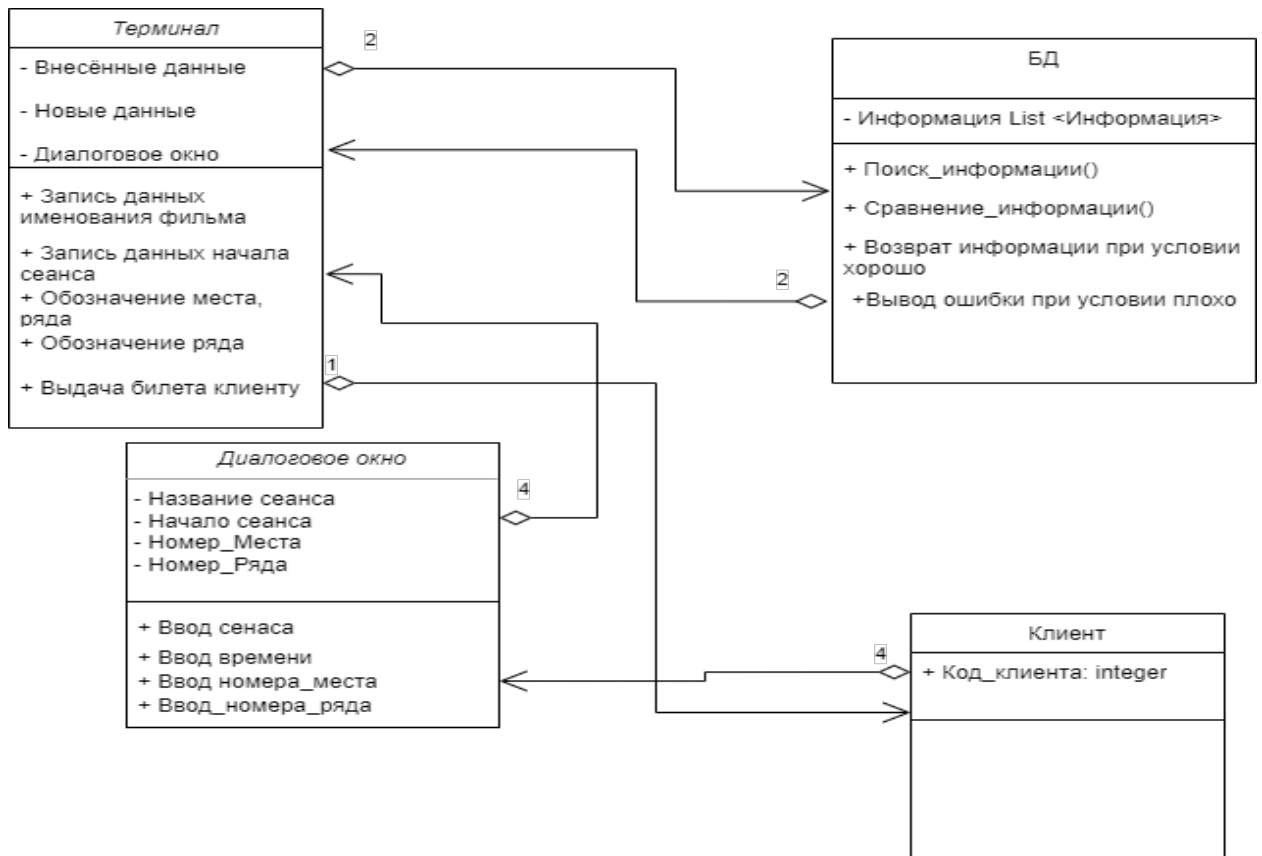 Терминал
- Внесённые данные
- Новые данные
- Диалоговое окно
+ Запись данных
именования фильма
+ Запись данных начала
сеанса
+ Обозначение места,
ряда
+ Обозначение ряда
+ Выдача билета клиенту
2
БД
- Информация List <Информация>
+ Поиск_информации()
+ Сравнение_информации()
+ Возврат информации при условии
хорошо
+Вывод ошибки при условии плохо
2
1
Диалоговое окно
- Название сеанса
- Начало сеанса
- Номер_Места
- Номер_Ряда
+ Ввод сенаса
+ Ввод времени
+ Ввод номера_места
+ Ввод_номера_ряда
4
4
Клиент
+ Код_клиента: integer